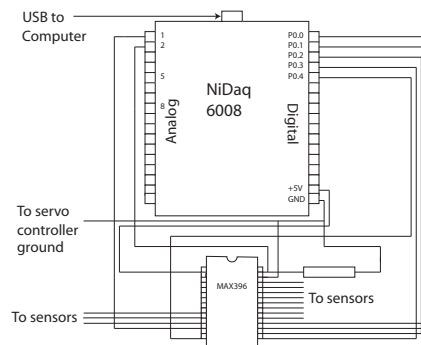 USB to
Computer
1
2
5
8
Analog
NiDaq
6008
Digital
P0.0
P0.1
P0.2
P0.3
P0.4
+5V
GND
To servo
controller
ground
MAX396
To sensors
To sensors